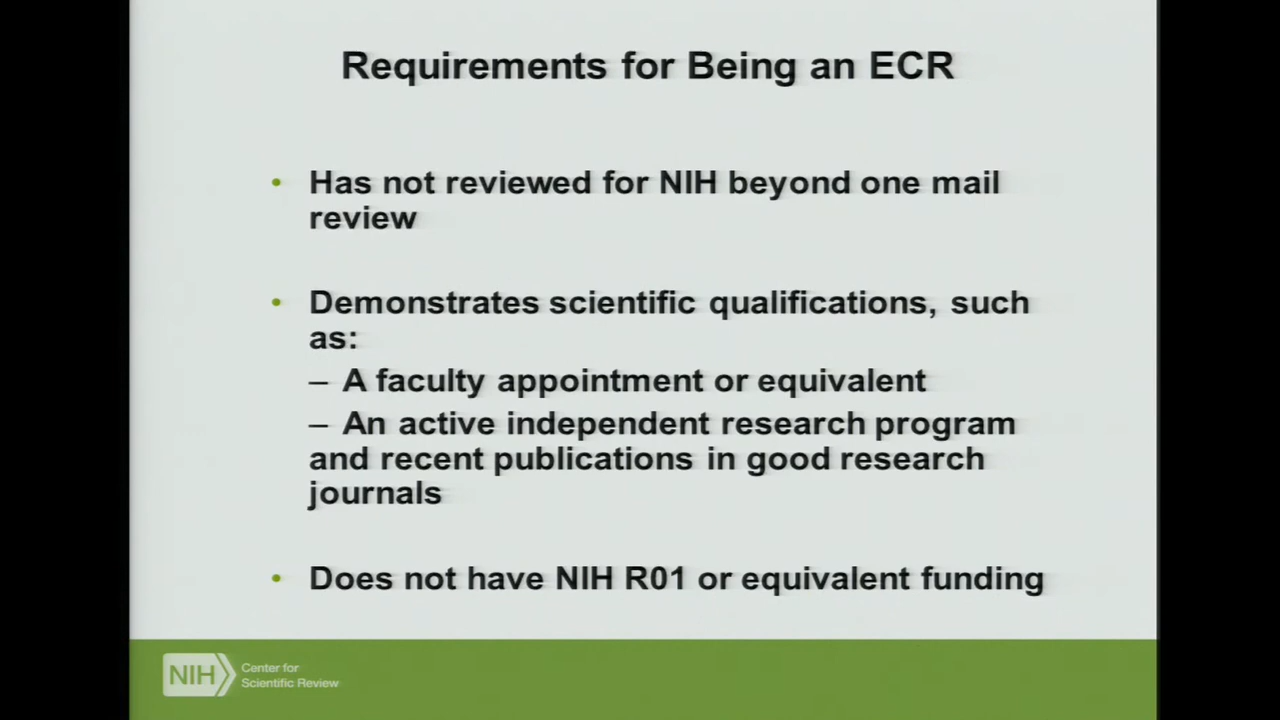 Requirements for Being an ECR
• Has not reviewed for NIH beyond one mail
review
• Demonstrates scientific qualifications, such
as:
– A faculty appointment or equivalent
– An active independent research program
and recent publications in good research
journals
• Does not have NIH R01 or equivalent funding
NIH Center for
Scientific Review